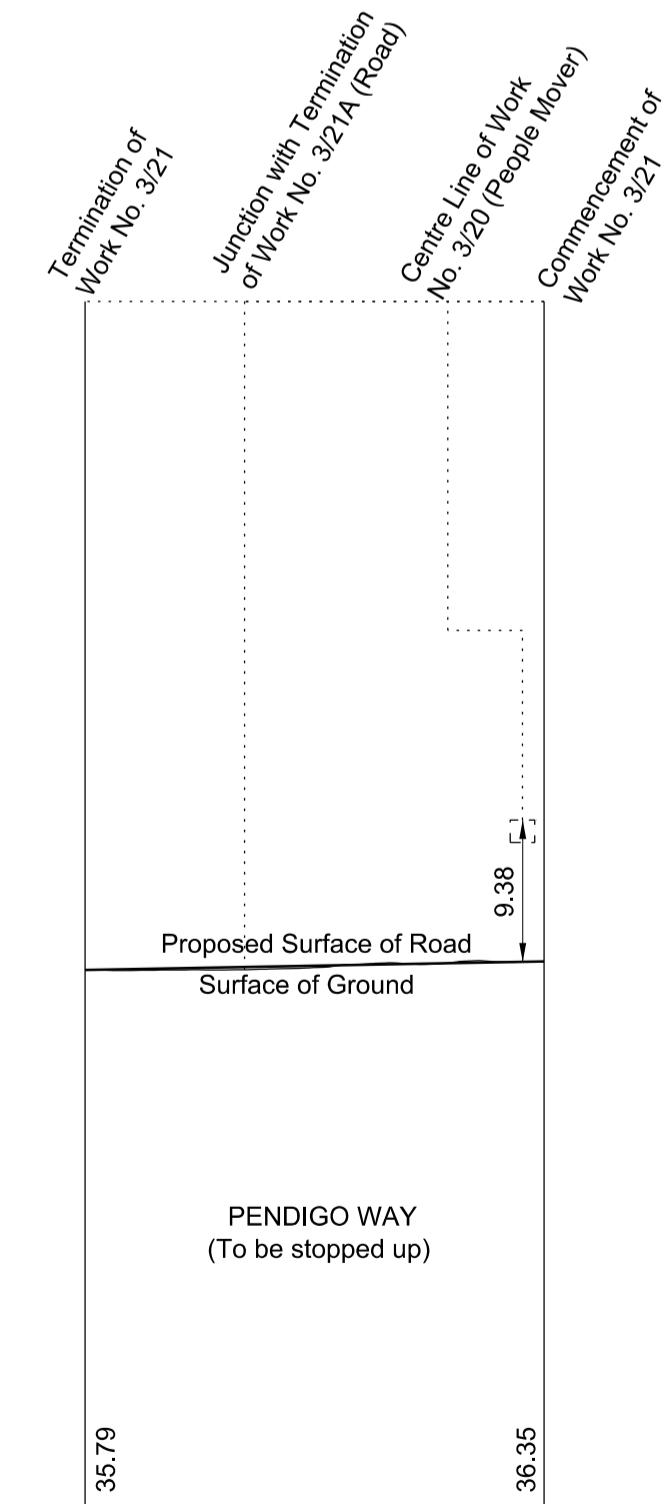 Termination of
Work No. 3/21
Junction with Termination
of Work No. 3/21A (Road)
Centre Line of Work
No. 3/20 (People Mover)
Commencement of
Work No. 3/21
9.38
Proposed Surface of Road
Surface of Ground
PENDIGO WAY
(To be stopped up)
35.79
36.35